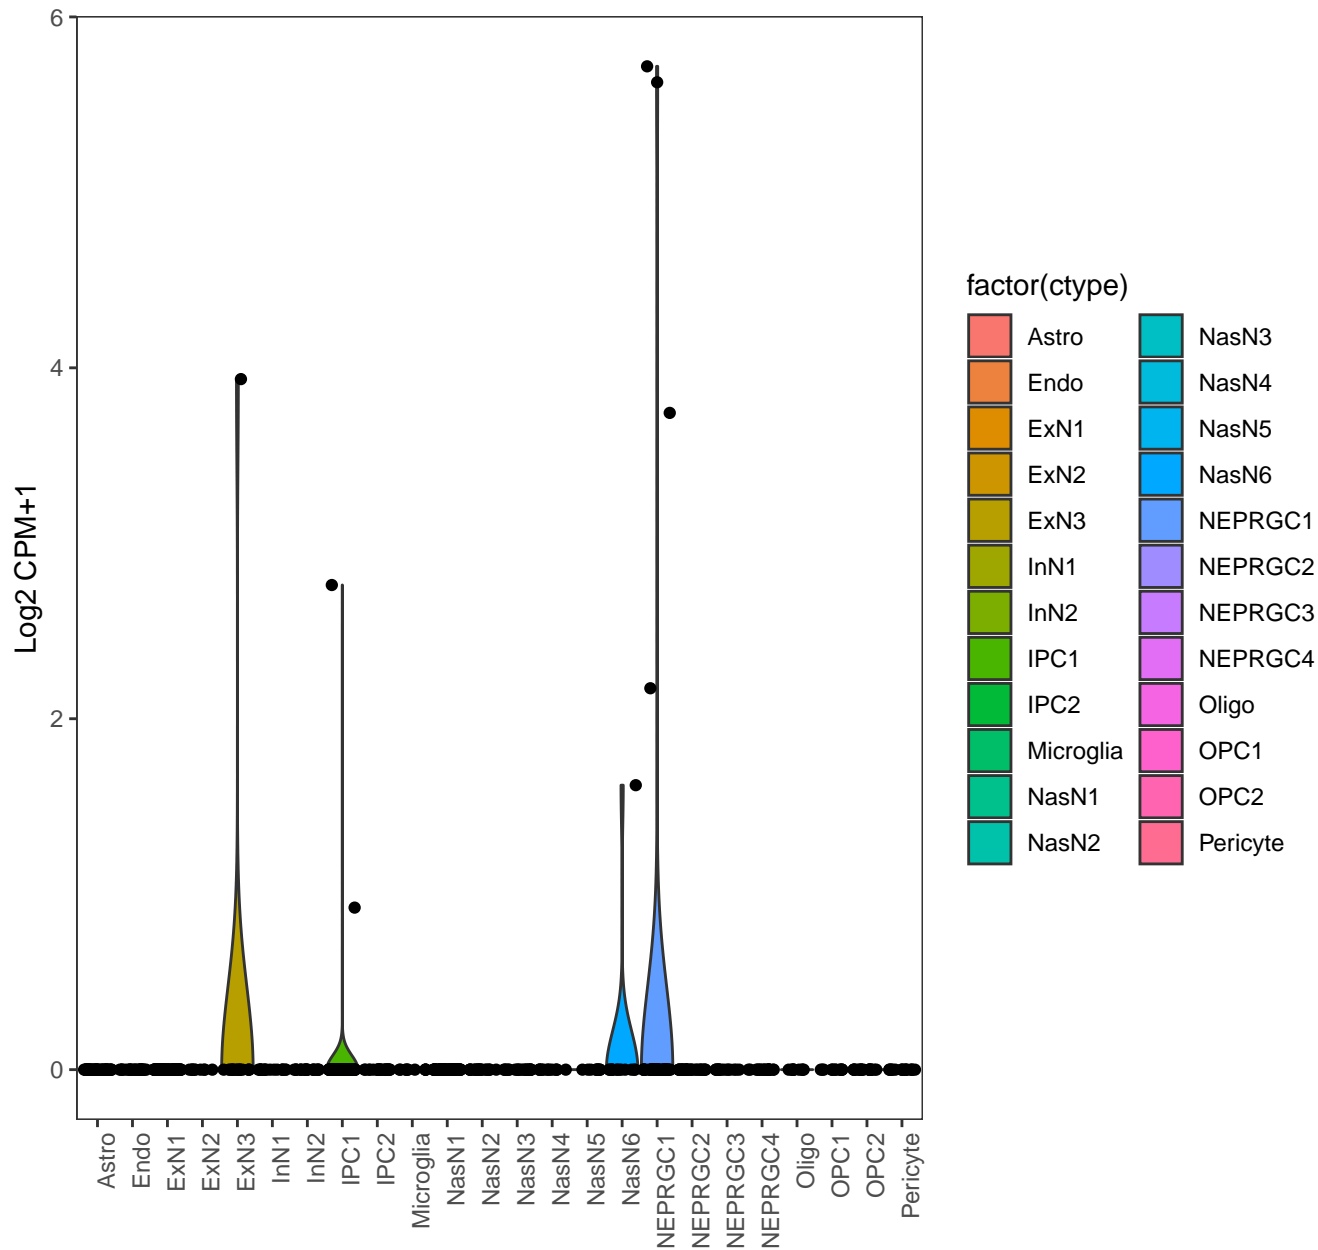 6
4
2
0
Log2 CPM+1
Astro
Endo
ExN1
ExN2
ExN3
InN1
InN2
IPC1
IPC2
Microglia
NasN1
NasN2
NasN3
NasN4
NasN5
NasN6
NEPRGC1
NEPRGC2
NEPRGC3
NEPRGC4
Oligo
OPC1
OPC2
Pericyte
factor(ctype)
Astro
Endo
ExN1
ExN2
ExN3
InN1
InN2
IPC1
IPC2
Microglia
NasN1
NasN2
NasN3
NasN4
NasN5
NasN6
NEPRGC1
NEPRGC2
NEPRGC3
NEPRGC4
Oligo
OPC1
OPC2
Pericyte